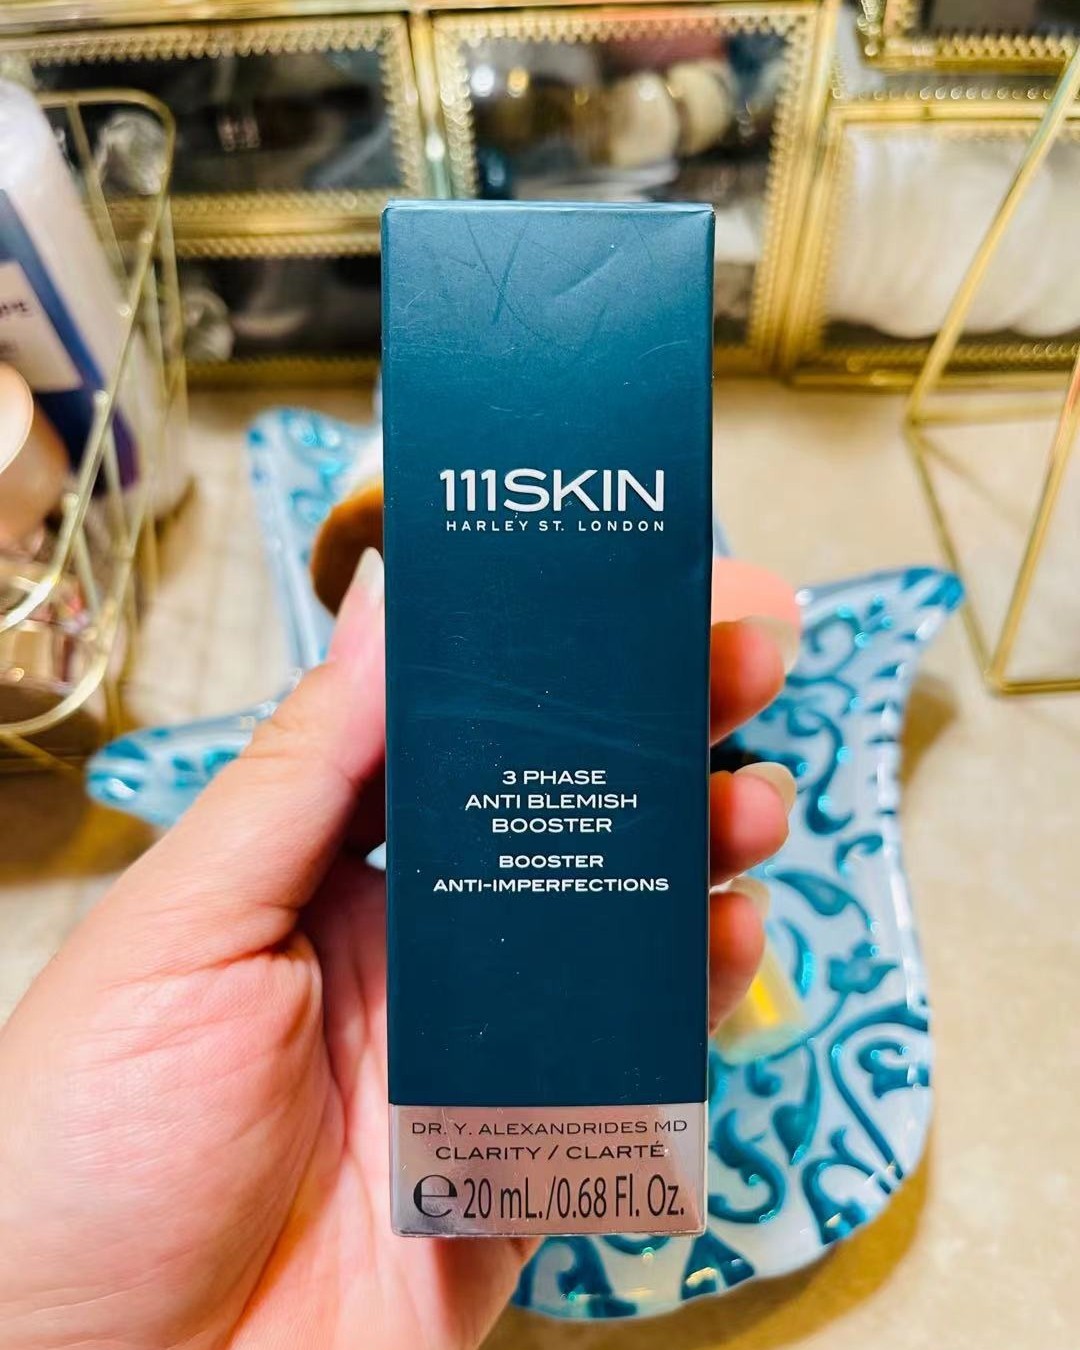 111SKIN
HARLEY ST. LONDON
3 PHASE
ANTI BLEMISH
BOOSTER
BOOSTER
ANTI-IMPERFECTIONS
DR. Y. ALEXANDRIDES MD
CLARITY / CLARTÉ
℮ 20 mL./0.68 Fl. Oz.